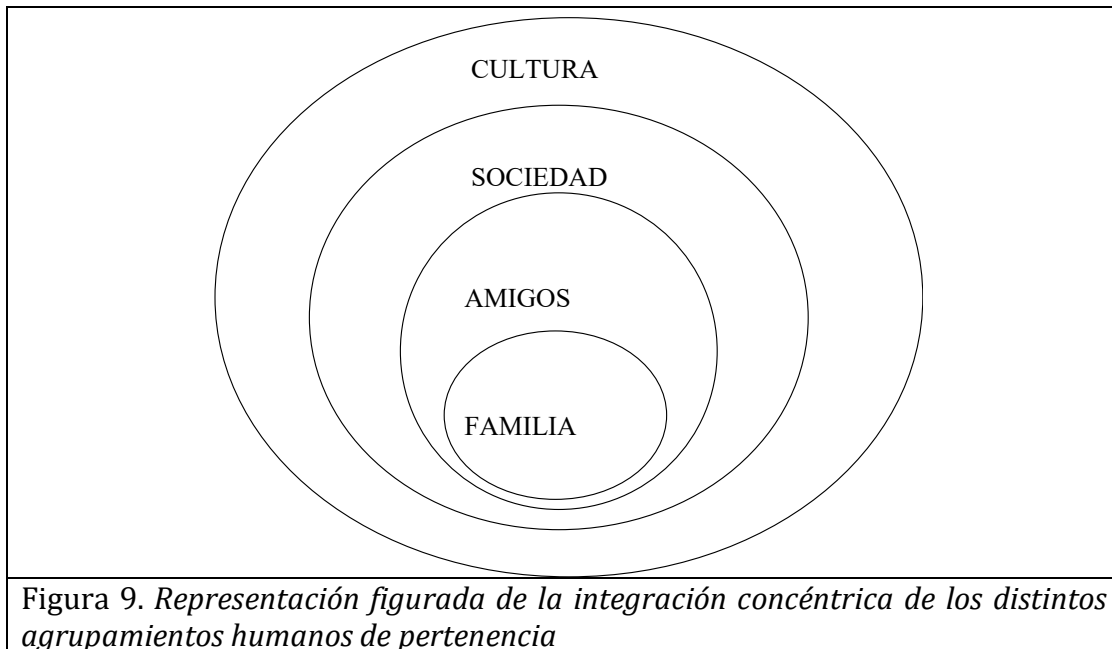 CULTURA
SOCIEDAD
AMIGOS
FAMILIA
Figura 9. Representación figurada de la integración concéntrica de los distintos
agrupamientos humanos de pertenencia